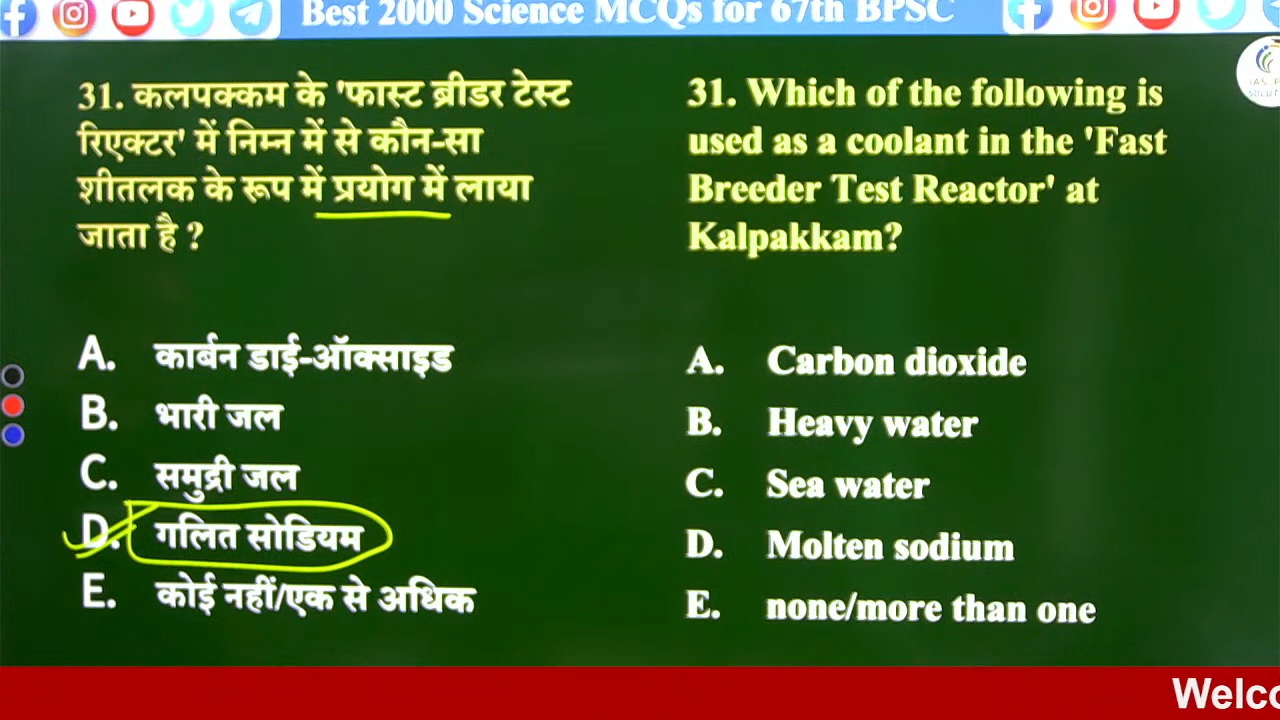 Best 2000 Science MCQs for 67th BPSC
31. कलपक्कम के 'फास्ट ब्रीडर टेस्ट
रिएक्टर' में निम्न में से कौन-सा
शीतलक के रूप में प्रयोग में लाया
जाता है ?
A. कार्बन डाई-ऑक्साइड
B. भारी जल
C. समुद्री जल
D. गलित सोडियम
E. कोई नहीं/एक से अधिक
31. Which of the following is
used as a coolant in the 'Fast
Breeder Test Reactor' at
Kalpakkam?
A. Carbon dioxide
B. Heavy water
C. Sea water
D. Molten sodium
E. none/more than one